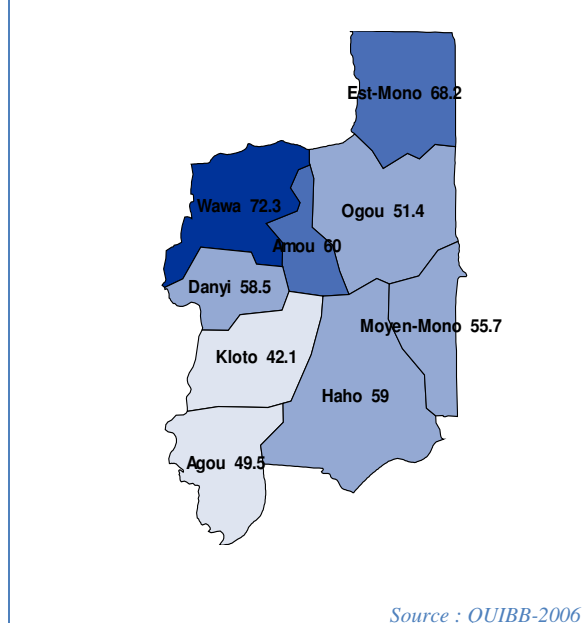 Est-Mono 68.2
Wawa 72.3
Ogou 51.4
Amou 60
Danyi 58.5
Moyen-Mono 55.7
Kloto 42.1
Haho 59
Agou 49.5
Source : QUIBB-2006